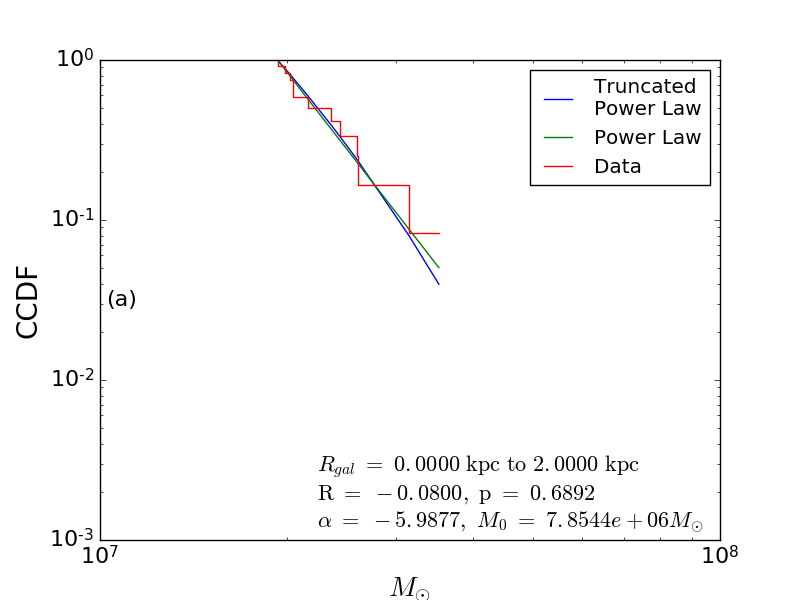 10^0
Truncated
Power Law
Power Law
Data
10^-1
CCDF
(a)
10^-2
R_gal = 0.0000 kpc to 2.0000 kpc
R = −0.0800, p = 0.6892
α = −5.9877, M_0 = 7.8544e+06M_⊙
10^-3
10^7
10^8
M_⊙